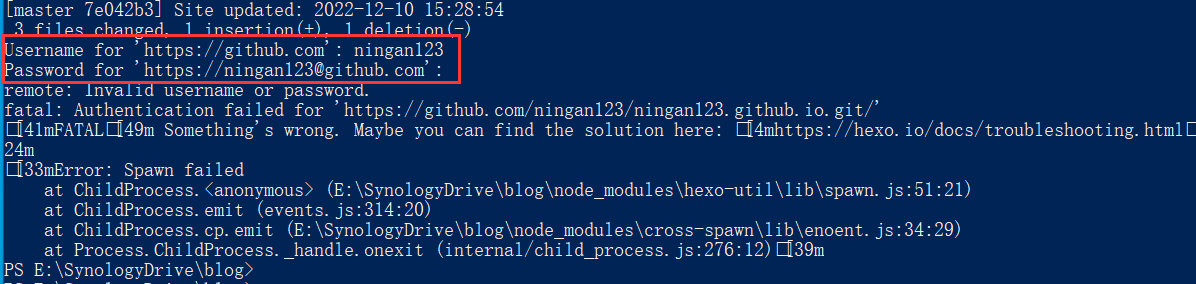 [master 7e042b3] Site updated: 2022-12-10 15:28:54
3 files changed, 1 insertion(+), 1 deletion(-)
Username for 'https://github.com': ningan123
Password for 'https://ningan123@github.com':
remote: Invalid username or password.
fatal: Authentication failed for 'https://github.com/ningan123/ningan123.github.io.git/'
□[41mFATAL□[49m Something's wrong. Maybe you can find the solution here: □[4mhttps://hexo.io/docs/troubleshooting.html□[
24m
□[33mError: Spawn failed
at ChildProcess.<anonymous> (E:\SynologyDrive\blog\node_modules\hexo-util\lib\spawn.js:51:21)
at ChildProcess.emit (events.js:314:20)
at ChildProcess.cp.emit (E:\SynologyDrive\blog\node_modules\cross-spawn\lib\enoent.js:34:29)
at Process.ChildProcess._handle.onexit (internal/child_process.js:276:12)□[39m
PS E:\SynologyDrive\blog>